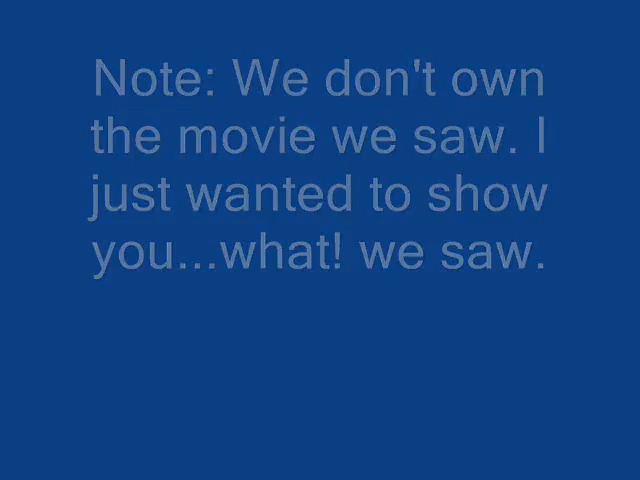 Note: We don't own
the movie we saw. I
just wanted to show
you...what! we saw.